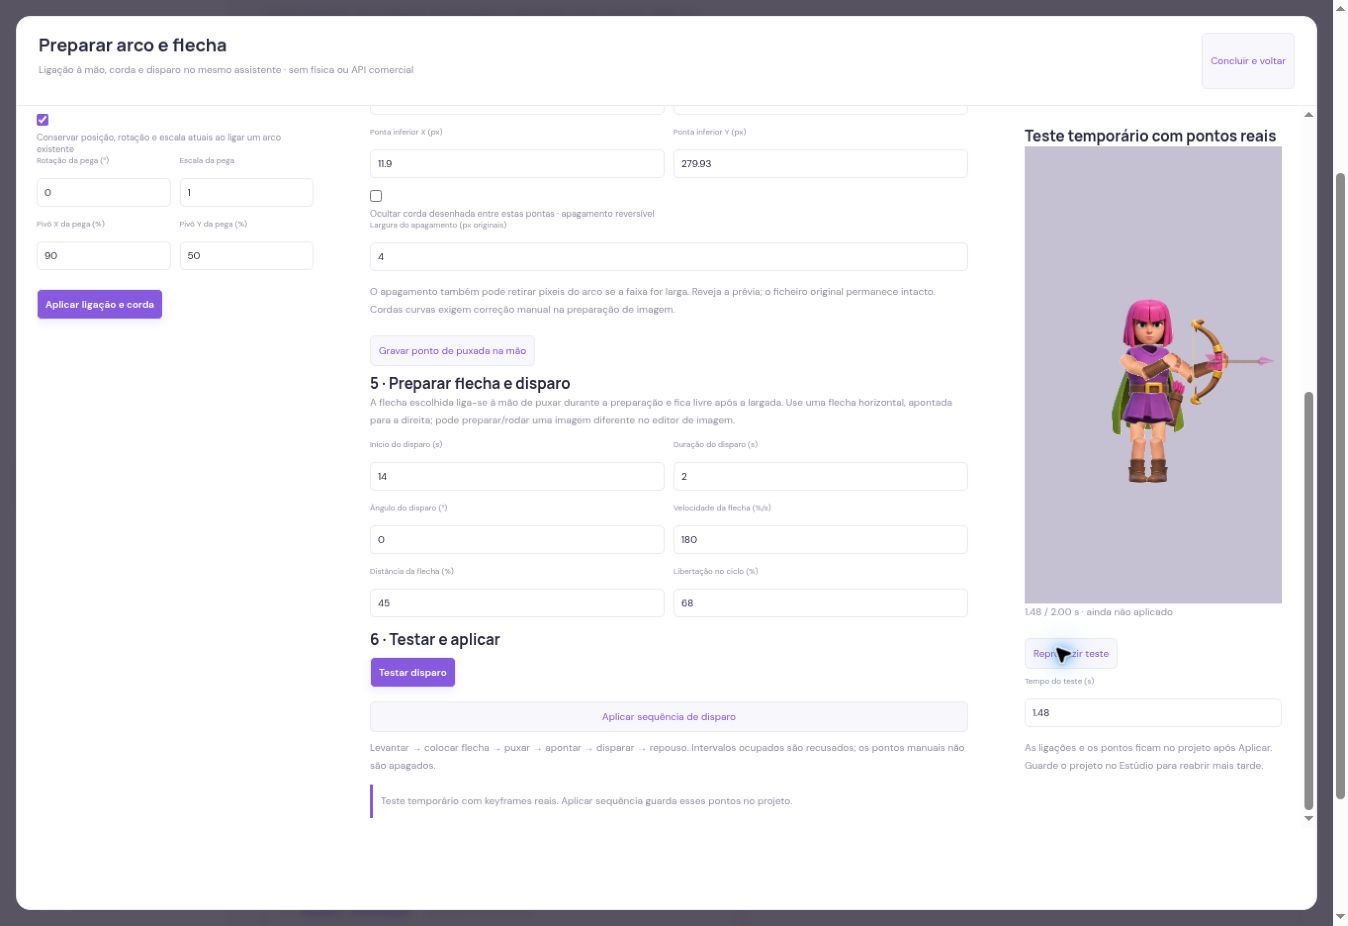 Preparar arco e flecha
Ligação à mão, corda e disparo no mesmo assistente · sem física ou API comercial
Concluir e voltar
Conservar posição, rotação e escala atuais ao ligar um arco
existente
Rotação da pega (°)
Escala da pega
0
1
Pivô X da pega (%)
Pivô Y da pega (%)
90
50
Aplicar ligação e corda
Ponta inferior X (px)
Ponta inferior Y (px)
11.9
279.93
Ocultar corda desenhada entre estas pontas · apagamento reversível
Largura do apagamento (px originais)
4
O apagamento também pode retirar píxeis do arco se a faixa for larga. Reveja a prévia; o ficheiro original permanece intacto.
Cordas curvas exigem correção manual na preparação de imagem.
Gravar ponto de puxada na mão
5 · Preparar flecha e disparo
A flecha escolhida liga-se à mão de puxar durante a preparação e fica livre após a largada. Use uma flecha horizontal, apontada
para a direita; pode preparar/rodar uma imagem diferente no editor de imagem.
Início do disparo (s)
Duração do disparo (s)
14
2
Ângulo do disparo (°)
Velocidade da flecha (%/s)
0
180
Distância da flecha (%)
Libertação no ciclo (%)
45
68
6 · Testar e aplicar
Testar disparo
Aplicar sequência de disparo
Levantar → colocar flecha → puxar → apontar → disparar → repouso. Intervalos ocupados são recusados; os pontos manuais não
são apagados.
Teste temporário com keyframes reais. Aplicar sequência guarda esses pontos no projeto.
Teste temporário com pontos reais
1.48 / 2.00 s · ainda não aplicado
teste
Tempo do teste (s)
1.48
As ligações e os pontos ficam no projeto após Aplicar.
Guarde o projeto no Estúdio para reabrir mais tarde.